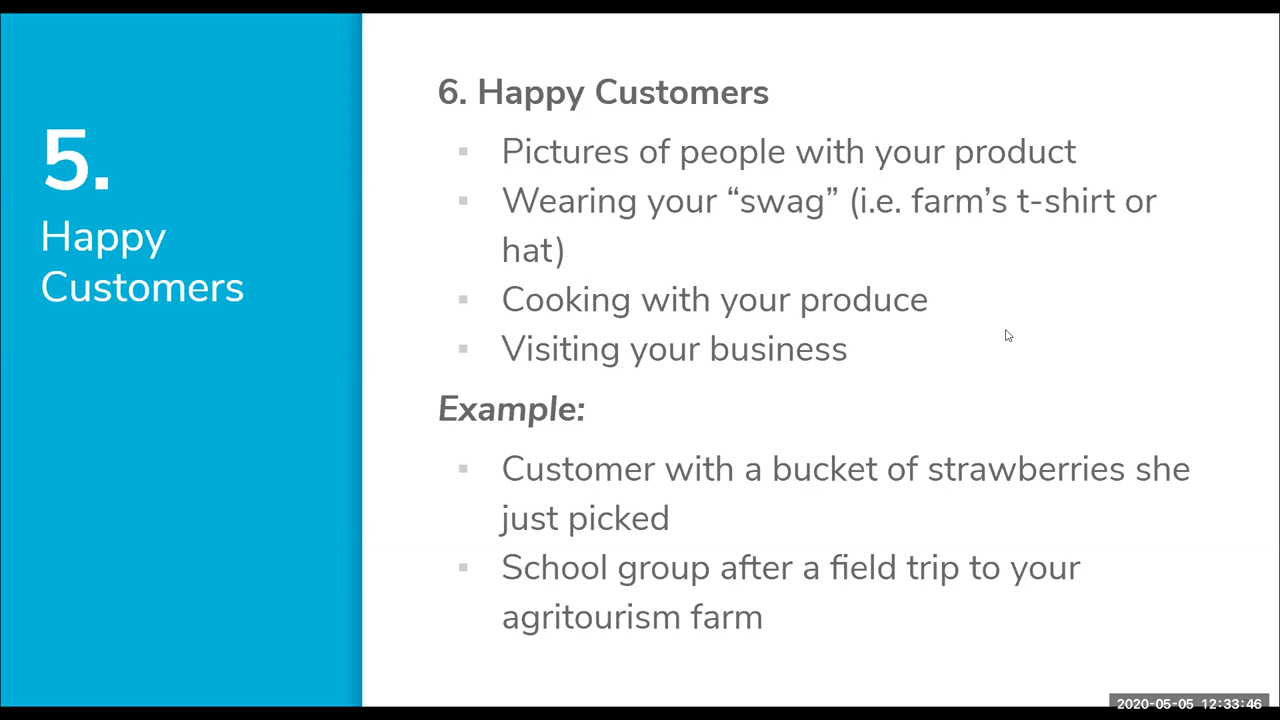 5.
Happy
Customers
6. Happy Customers
▪ Pictures of people with your product
▪ Wearing your “swag” (i.e. farm’s t-shirt or
hat)
▪ Cooking with your produce
▪ Visiting your business
Example:
▪ Customer with a bucket of strawberries she
just picked
▪ School group after a field trip to your
agritourism farm
2020-05-05 12:33:46